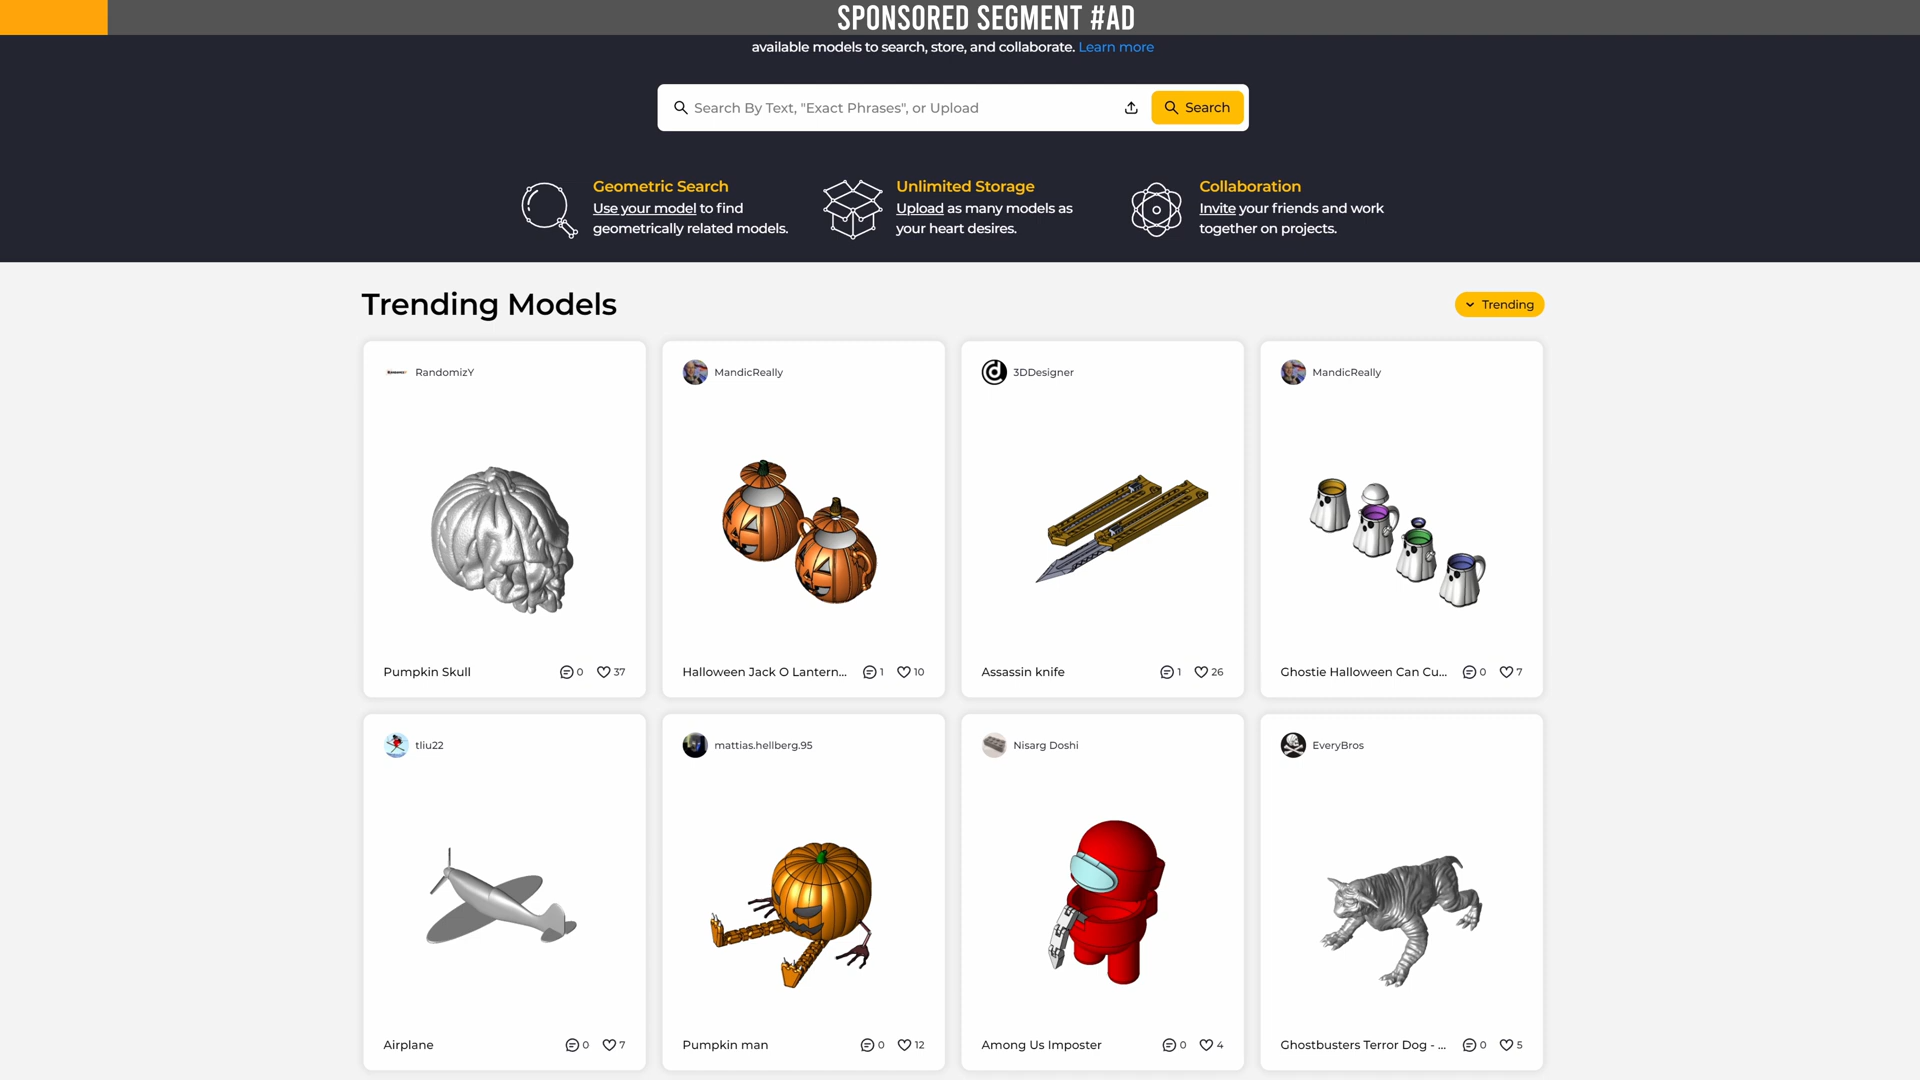 SPONSORED SEGMENT #AD
available models to search, store, and collaborate. Learn more
Search By Text, "Exact Phrases", or Upload
Search
Geometric Search
Use your model to find
geometrically related models.
Unlimited Storage
Upload as many models as
your heart desires.
Collaboration
Invite your friends and work
together on projects.
Trending Models
Trending
RandomizY
MandicReally
3DDesigner
MandicReally
Pumpkin Skull 0 37
Halloween Jack O Lantern... 1 10
Assassin knife 1 26
Ghostie Halloween Can Cu... 0 7
tliu22
mattias.hellberg.95
Nisarg Doshi
EveryBros
Airplane 0 7
Pumpkin man 0 12
Among Us Imposter 0 4
Ghostbusters Terror Dog - ... 0 5